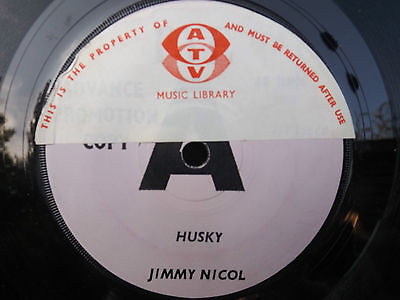 THIS IS THE PROPERTY OF
ATV
AND MUST BE RETURNED AFTER USE
MUSIC LIBRARY
ADVANCE
PROMOTION
COPY
A
HUSKY
JIMMY NICOL